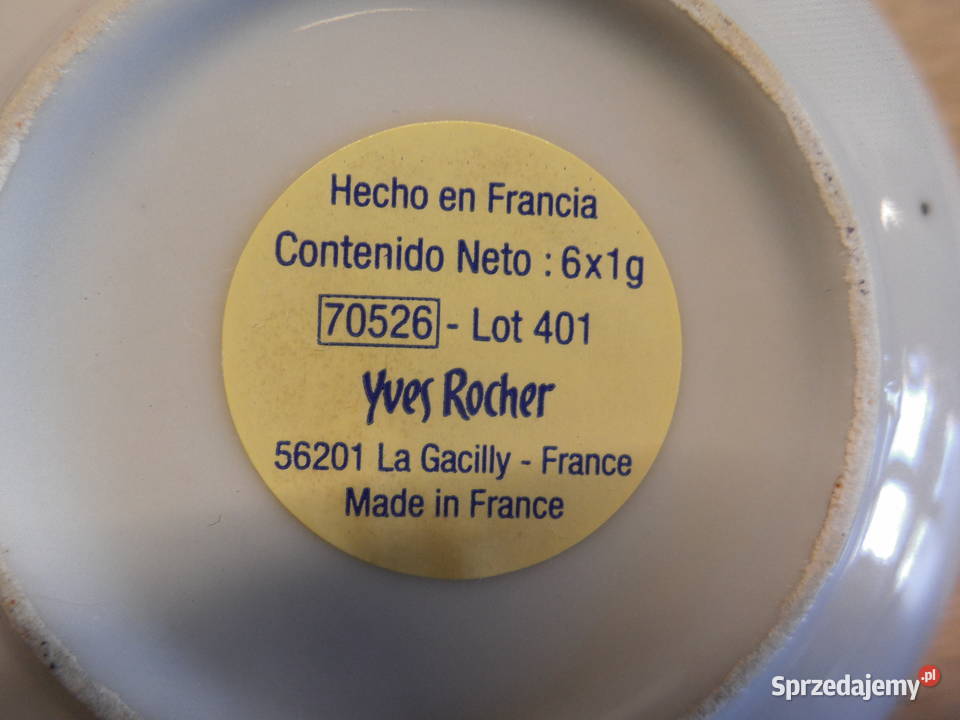 Hecho en Francia
Contenido Neto : 6x1g
70526 - Lot 401
Yves Rocher
56201 La Gacilly - France
Made in France
Sprzedajemy.pl